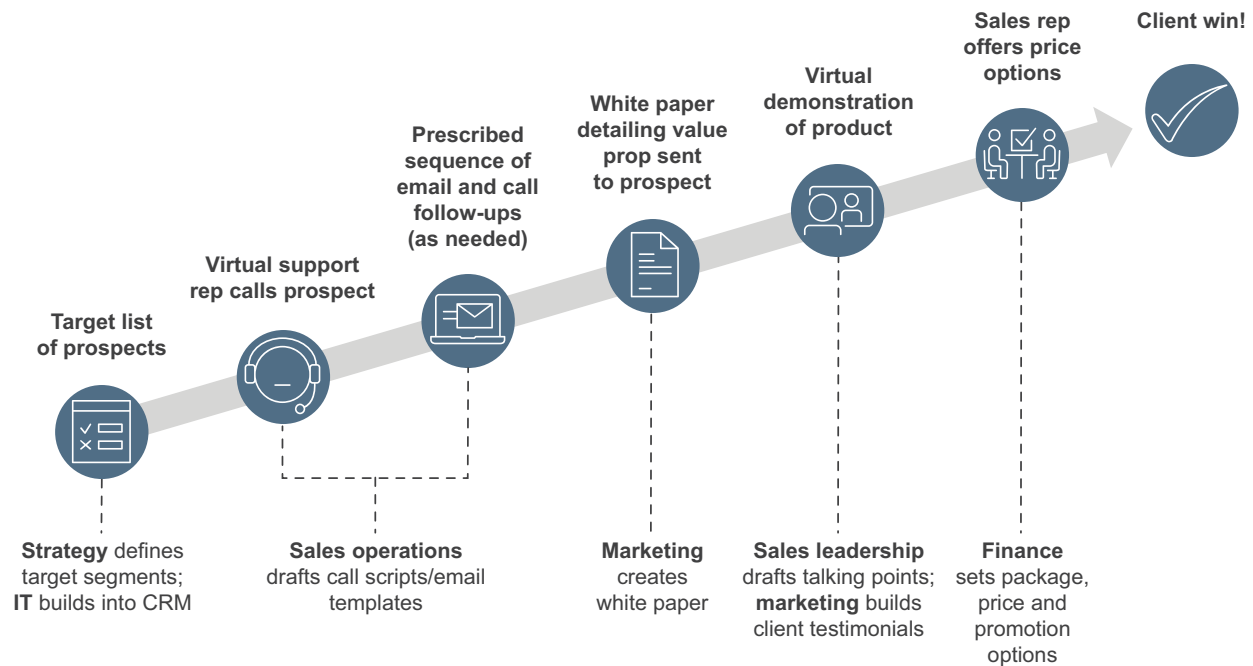 Target list
of prospects
Virtual support
rep calls prospect
Prescribed
sequence of
email and call
follow-ups
(as needed)
White paper
detailing value
prop sent
to prospect
Virtual
demonstration
of product
Sales rep
offers price
options
Client win!
Strategy defines
target segments;
IT builds into CRM
Sales operations
drafts call scripts/email
templates
Marketing
creates
white paper
Sales leadership
drafts talking points;
marketing builds
client testimonials
Finance
sets package,
price and
promotion
options